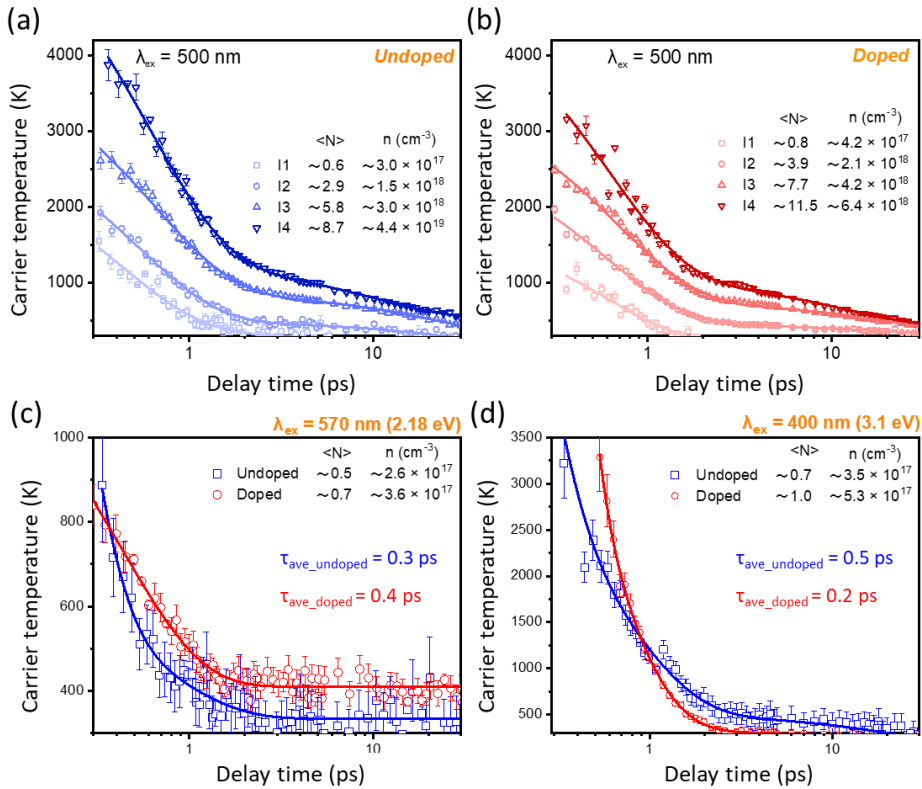 (a)
λex = 500 nm
Undoped
<N> n (cm-3)
I1 ~0.6 ~3.0 × 10^17
I2 ~2.9 ~1.5 × 10^18
I3 ~5.8 ~3.0 × 10^18
I4 ~8.7 ~4.4 × 10^19
4000
3000
2000
1000
Carrier temperature (K)
1
10
Delay time (ps)
(b)
λex = 500 nm
Doped
<N> n (cm-3)
I1 ~0.8 ~4.2 × 10^17
I2 ~3.9 ~2.1 × 10^18
I3 ~7.7 ~4.2 × 10^18
I4 ~11.5 ~6.4 × 10^18
4000
3000
2000
1000
Carrier temperature (K)
1
10
Delay time (ps)
(c)
λex = 570 nm (2.18 eV)
<N> n (cm-3)
Undoped ~0.5 ~2.6 × 10^17
Doped ~0.7 ~3.6 × 10^17
τave_undoped = 0.3 ps
τave_doped = 0.4 ps
1000
800
600
400
Carrier temperature (K)
1
10
Delay time (ps)
(d)
λex = 400 nm (3.1 eV)
<N> n (cm-3)
Undoped ~0.7 ~3.5 × 10^17
Doped ~1.0 ~5.3 × 10^17
τave_undoped = 0.5 ps
τave_doped = 0.2 ps
3500
3000
2500
2000
1500
1000
500
Carrier temperature (K)
1
10
Delay time (ps)